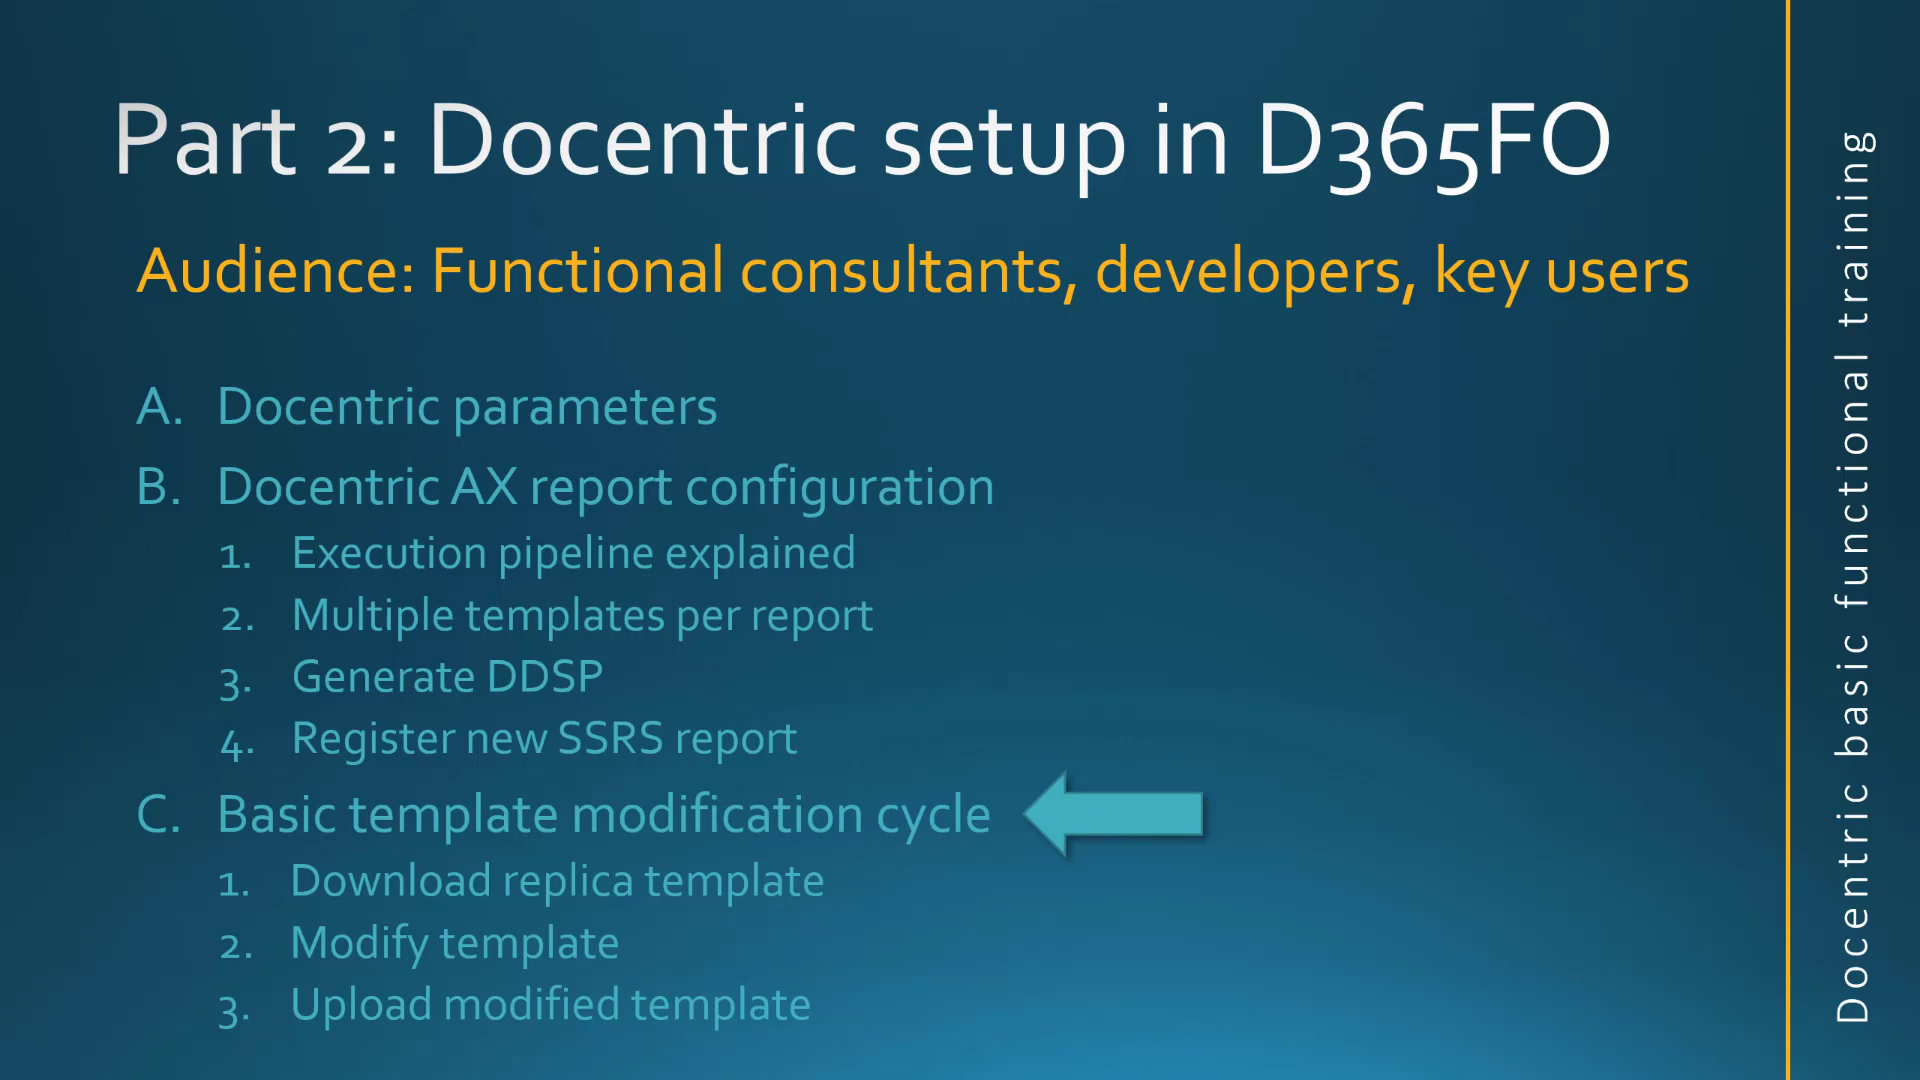 Part 2: Docentric setup in D365FO
Audience: Functional consultants, developers, key users
A. Docentric parameters
B. Docentric AX report configuration
1. Execution pipeline explained
2. Multiple templates per report
3. Generate DDSP
4. Register new SSRS report
C. Basic template modification cycle
1. Download replica template
2. Modify template
3. Upload modified template
Docentric basic functional training